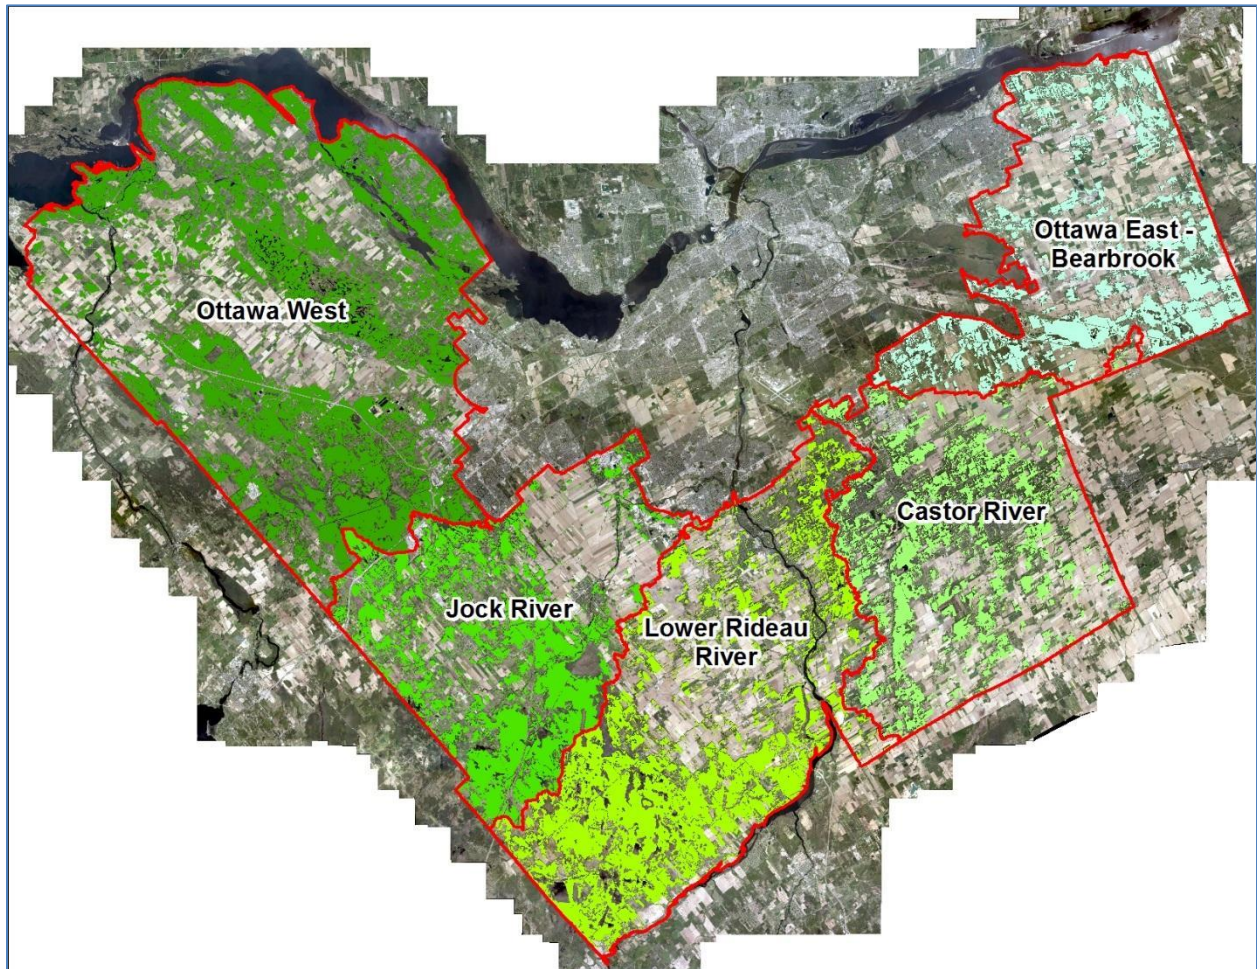 Ottawa East -
Bearbrook
Ottawa West
Castor River
Jock River
Lower Rideau
River